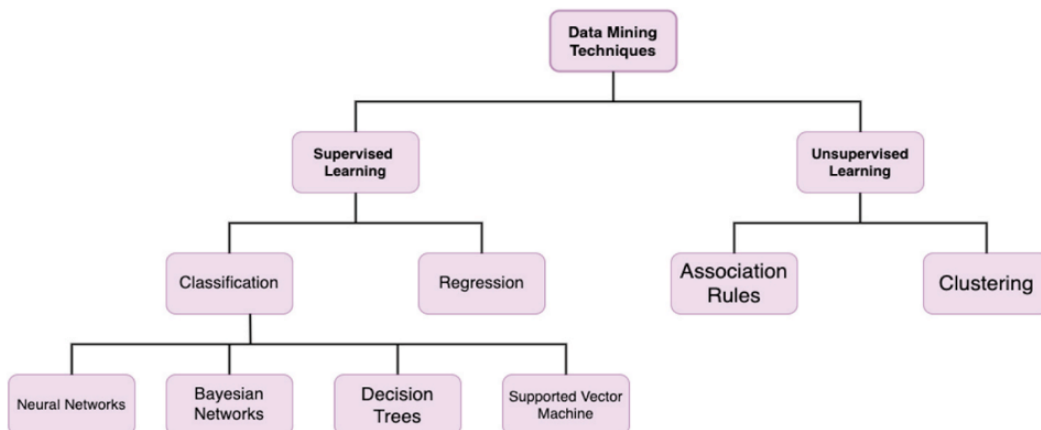 Data Mining
Techniques
Supervised
Learning
Unsupervised
Learning
Classification
Regression
Association
Rules
Clustering
Neural Networks
Bayesian
Networks
Decision
Trees
Supported Vector
Machine